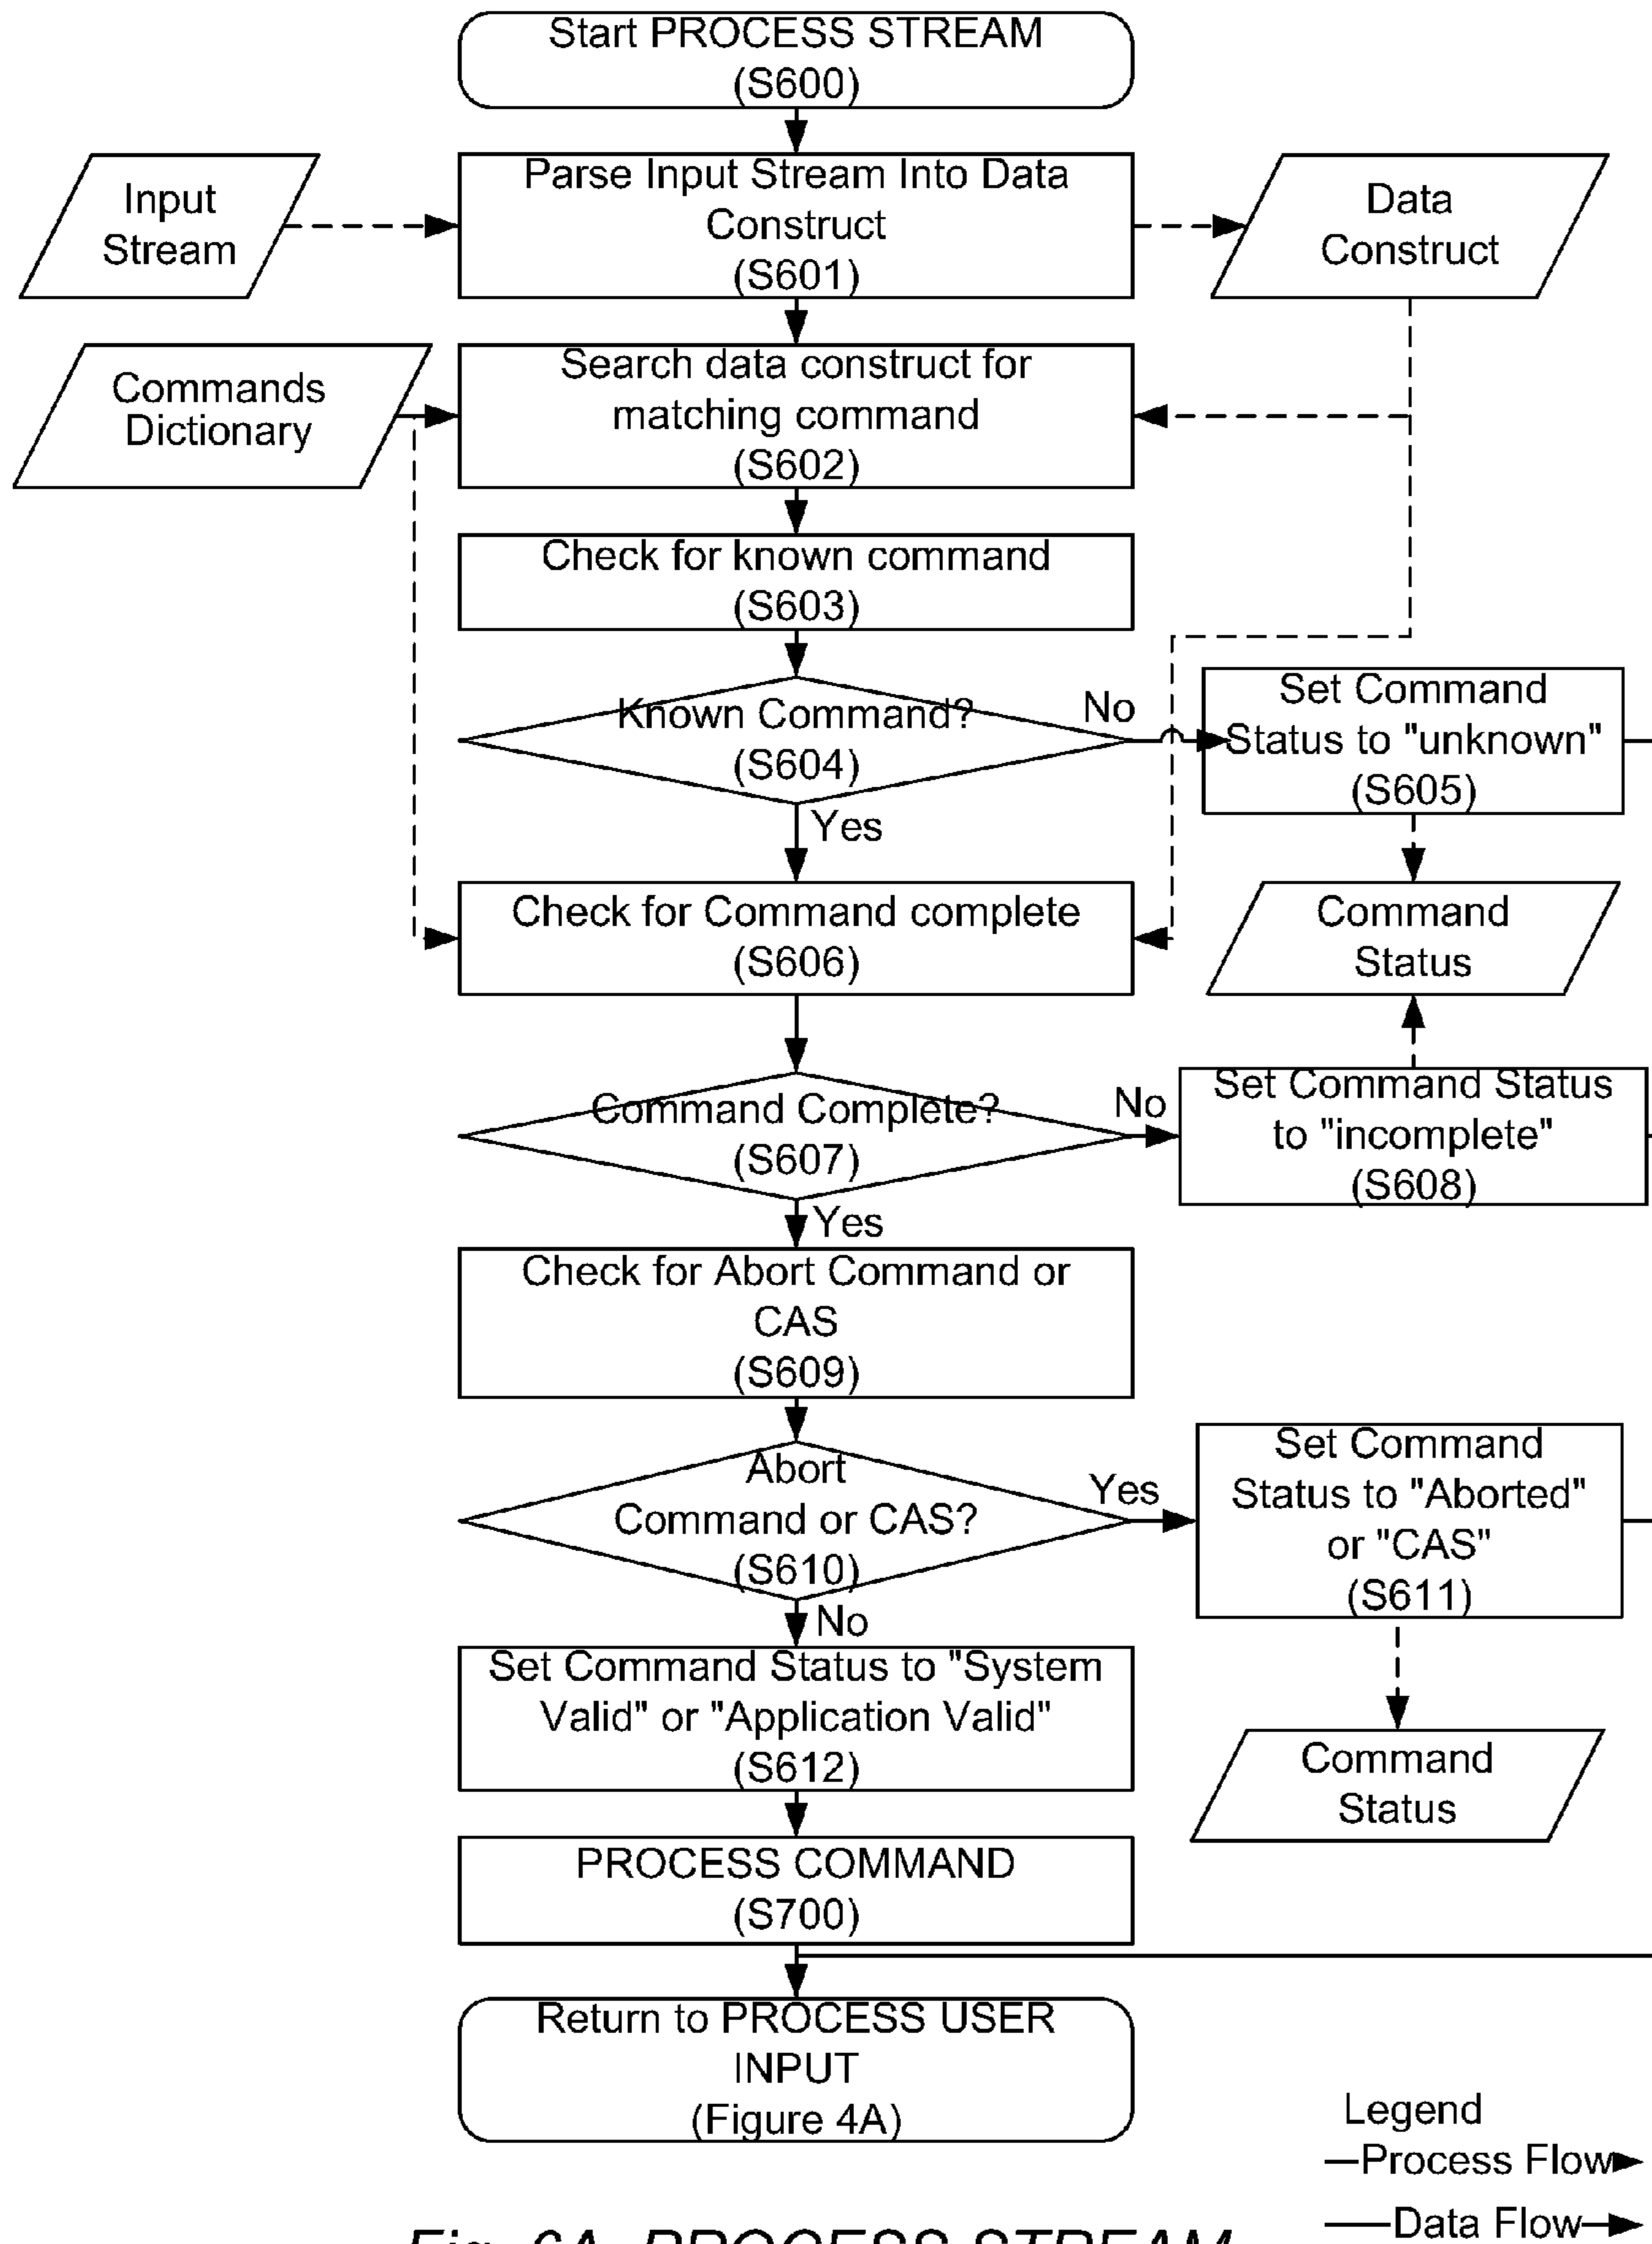 Start PROCESS STREAM
(S600)
Input
Stream
Parse Input Stream Into Data
Construct
(S601)
Data
Construct
Commands
Dictionary
Search data construct for
matching command
(S602)
Check for known command
(S603)
Known Command?
(S604)
No
Set Command
Status to "unknown"
(S605)
Yes
Check for Command complete
(S606)
Command
Status
Command Complete?
(S607)
No
Set Command Status
to "incomplete"
(S608)
Yes
Check for Abort Command or
CAS
(S609)
Abort
Command or CAS?
(S610)
Yes
Set Command
Status to "Aborted"
or "CAS"
(S611)
No
Set Command Status to "System
Valid" or "Application Valid"
(S612)
Command
Status
PROCESS COMMAND
(S700)
Return to PROCESS USER
INPUT
(Figure 4A)
Legend
Process Flow
Data Flow
Fig. 6A PROCESS STREAM